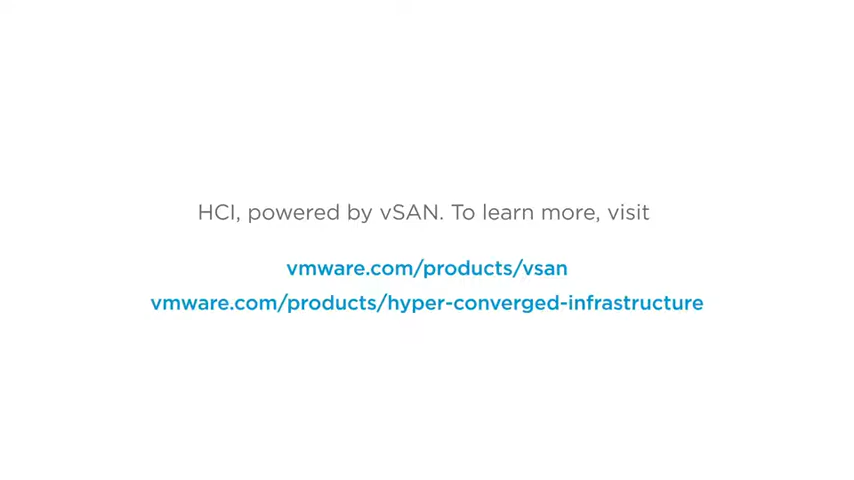 HCI, powered by vSAN. To learn more, visit
vmware.com/products/vsan
vmware.com/products/hyper-converged-infrastructure